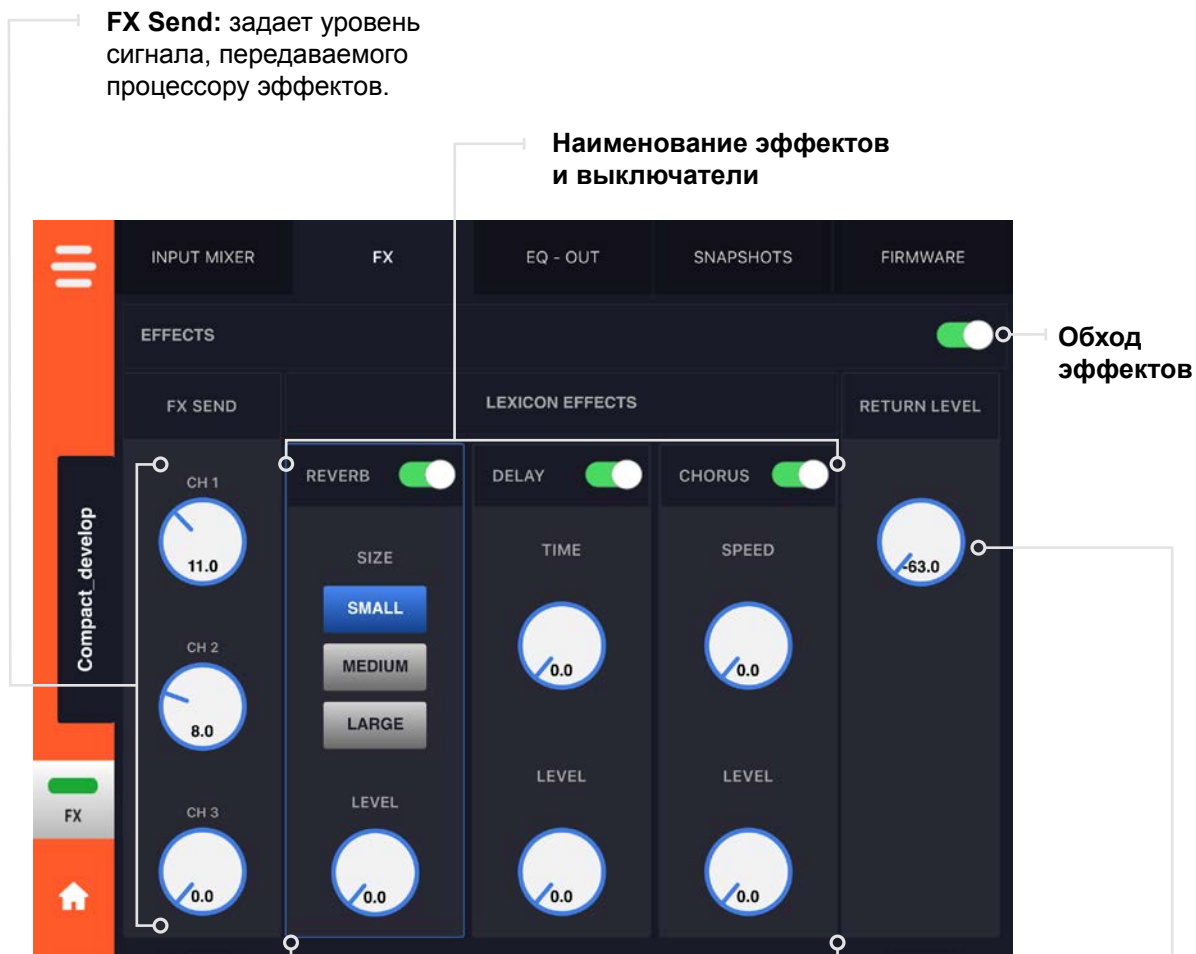 FX Send: задает уровень
сигнала, передаваемого
процессору эффектов.
Наименование эффектов
и выключатели
INPUT MIXER FX EQ - OUT SNAPSHOTS FIRMWARE
EFFECTS
Обход
эффектов
FX SEND LEXICON EFFECTS RETURN LEVEL
CH 1 REVERB DELAY CHORUS
11.0 SIZE TIME SPEED -63.0
SMALL
Compact_develop
CH 2 MEDIUM 0.0 0.0
8.0 LARGE
LEVEL LEVEL
FX CH 3 LEVEL
0.0 0.0 0.0 0.0